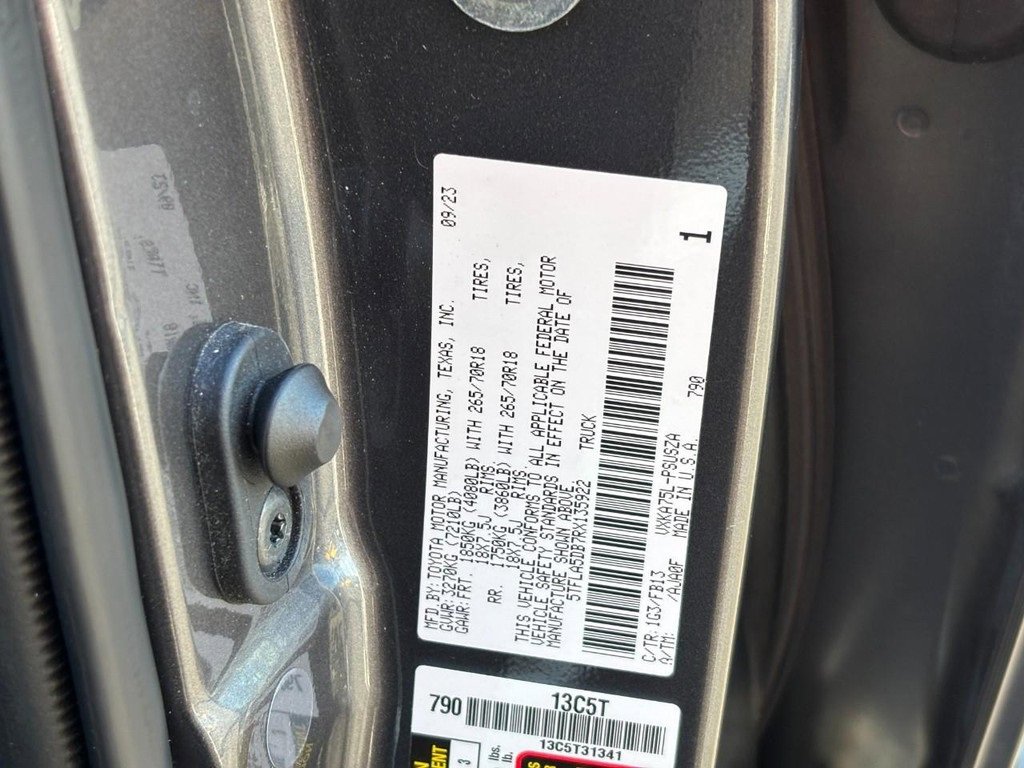 MFD.BY:TOYOTA MOTOR MANUFACTURING, TEXAS, INC. 09/23
GVWR:3270KG (7210LB)
GAWR:FRT. 1850KG (4080LB) WITH 265/70R18 TIRES,
18X7.5J RIMS
RR. 1750KG (3860LB) WITH 265/70R18 TIRES,
18X7.5J RIMS.
THIS VEHICLE CONFORMS TO ALL APPLICABLE FEDERAL MOTOR
VEHICLE SAFETY STANDARDS IN EFFECT ON THE DATE OF
MANUFACTURE SHOWN ABOVE.
5TFLA5DB7RX135922 TRUCK
1
C/TR.1G3/FB13 VXKA75L-PSUSZA 790
A/TM: /AJA0F MADE IN U.S.A.
790 13C5T
13C5T31341
lbs.
lb.
3